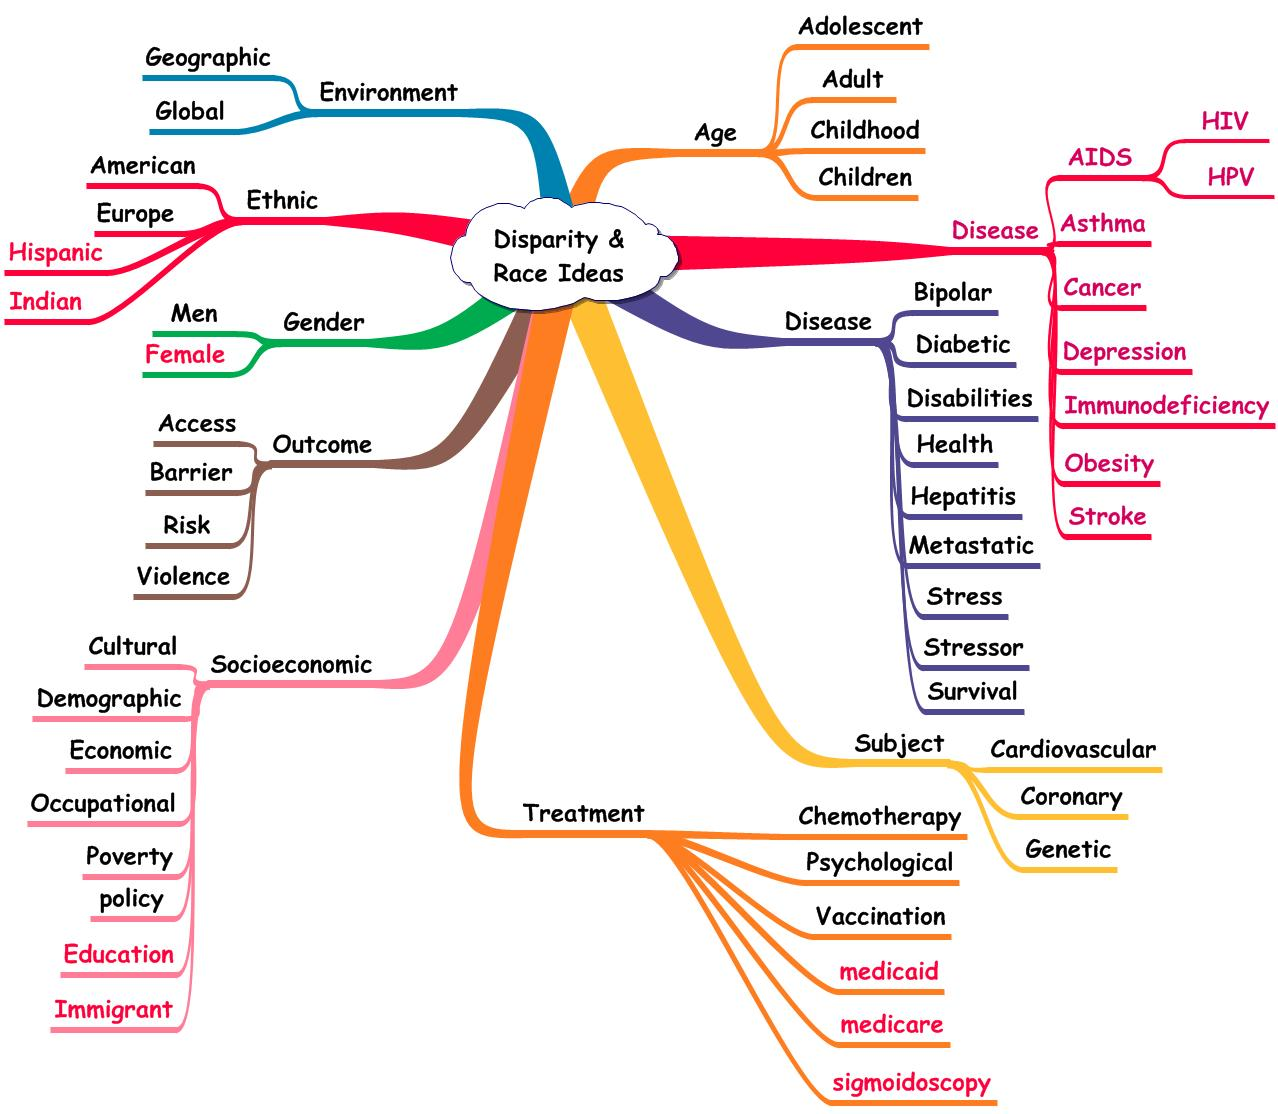 Disparity &
Race Ideas
Environment
Geographic
Global
Ethnic
American
Europe
Hispanic
Indian
Gender
Men
Female
Outcome
Access
Barrier
Risk
Violence
Socioeconomic
Cultural
Demographic
Economic
Occupational
Poverty
policy
Education
Immigrant
Age
Adolescent
Adult
Childhood
Children
Disease
AIDS
HIV
HPV
Asthma
Cancer
Depression
Immunodeficiency
Obesity
Stroke
Disease
Bipolar
Diabetic
Disabilities
Health
Hepatitis
Metastatic
Stress
Stressor
Survival
Subject
Cardiovascular
Coronary
Genetic
Treatment
Chemotherapy
Psychological
Vaccination
medicaid
medicare
sigmoidoscopy